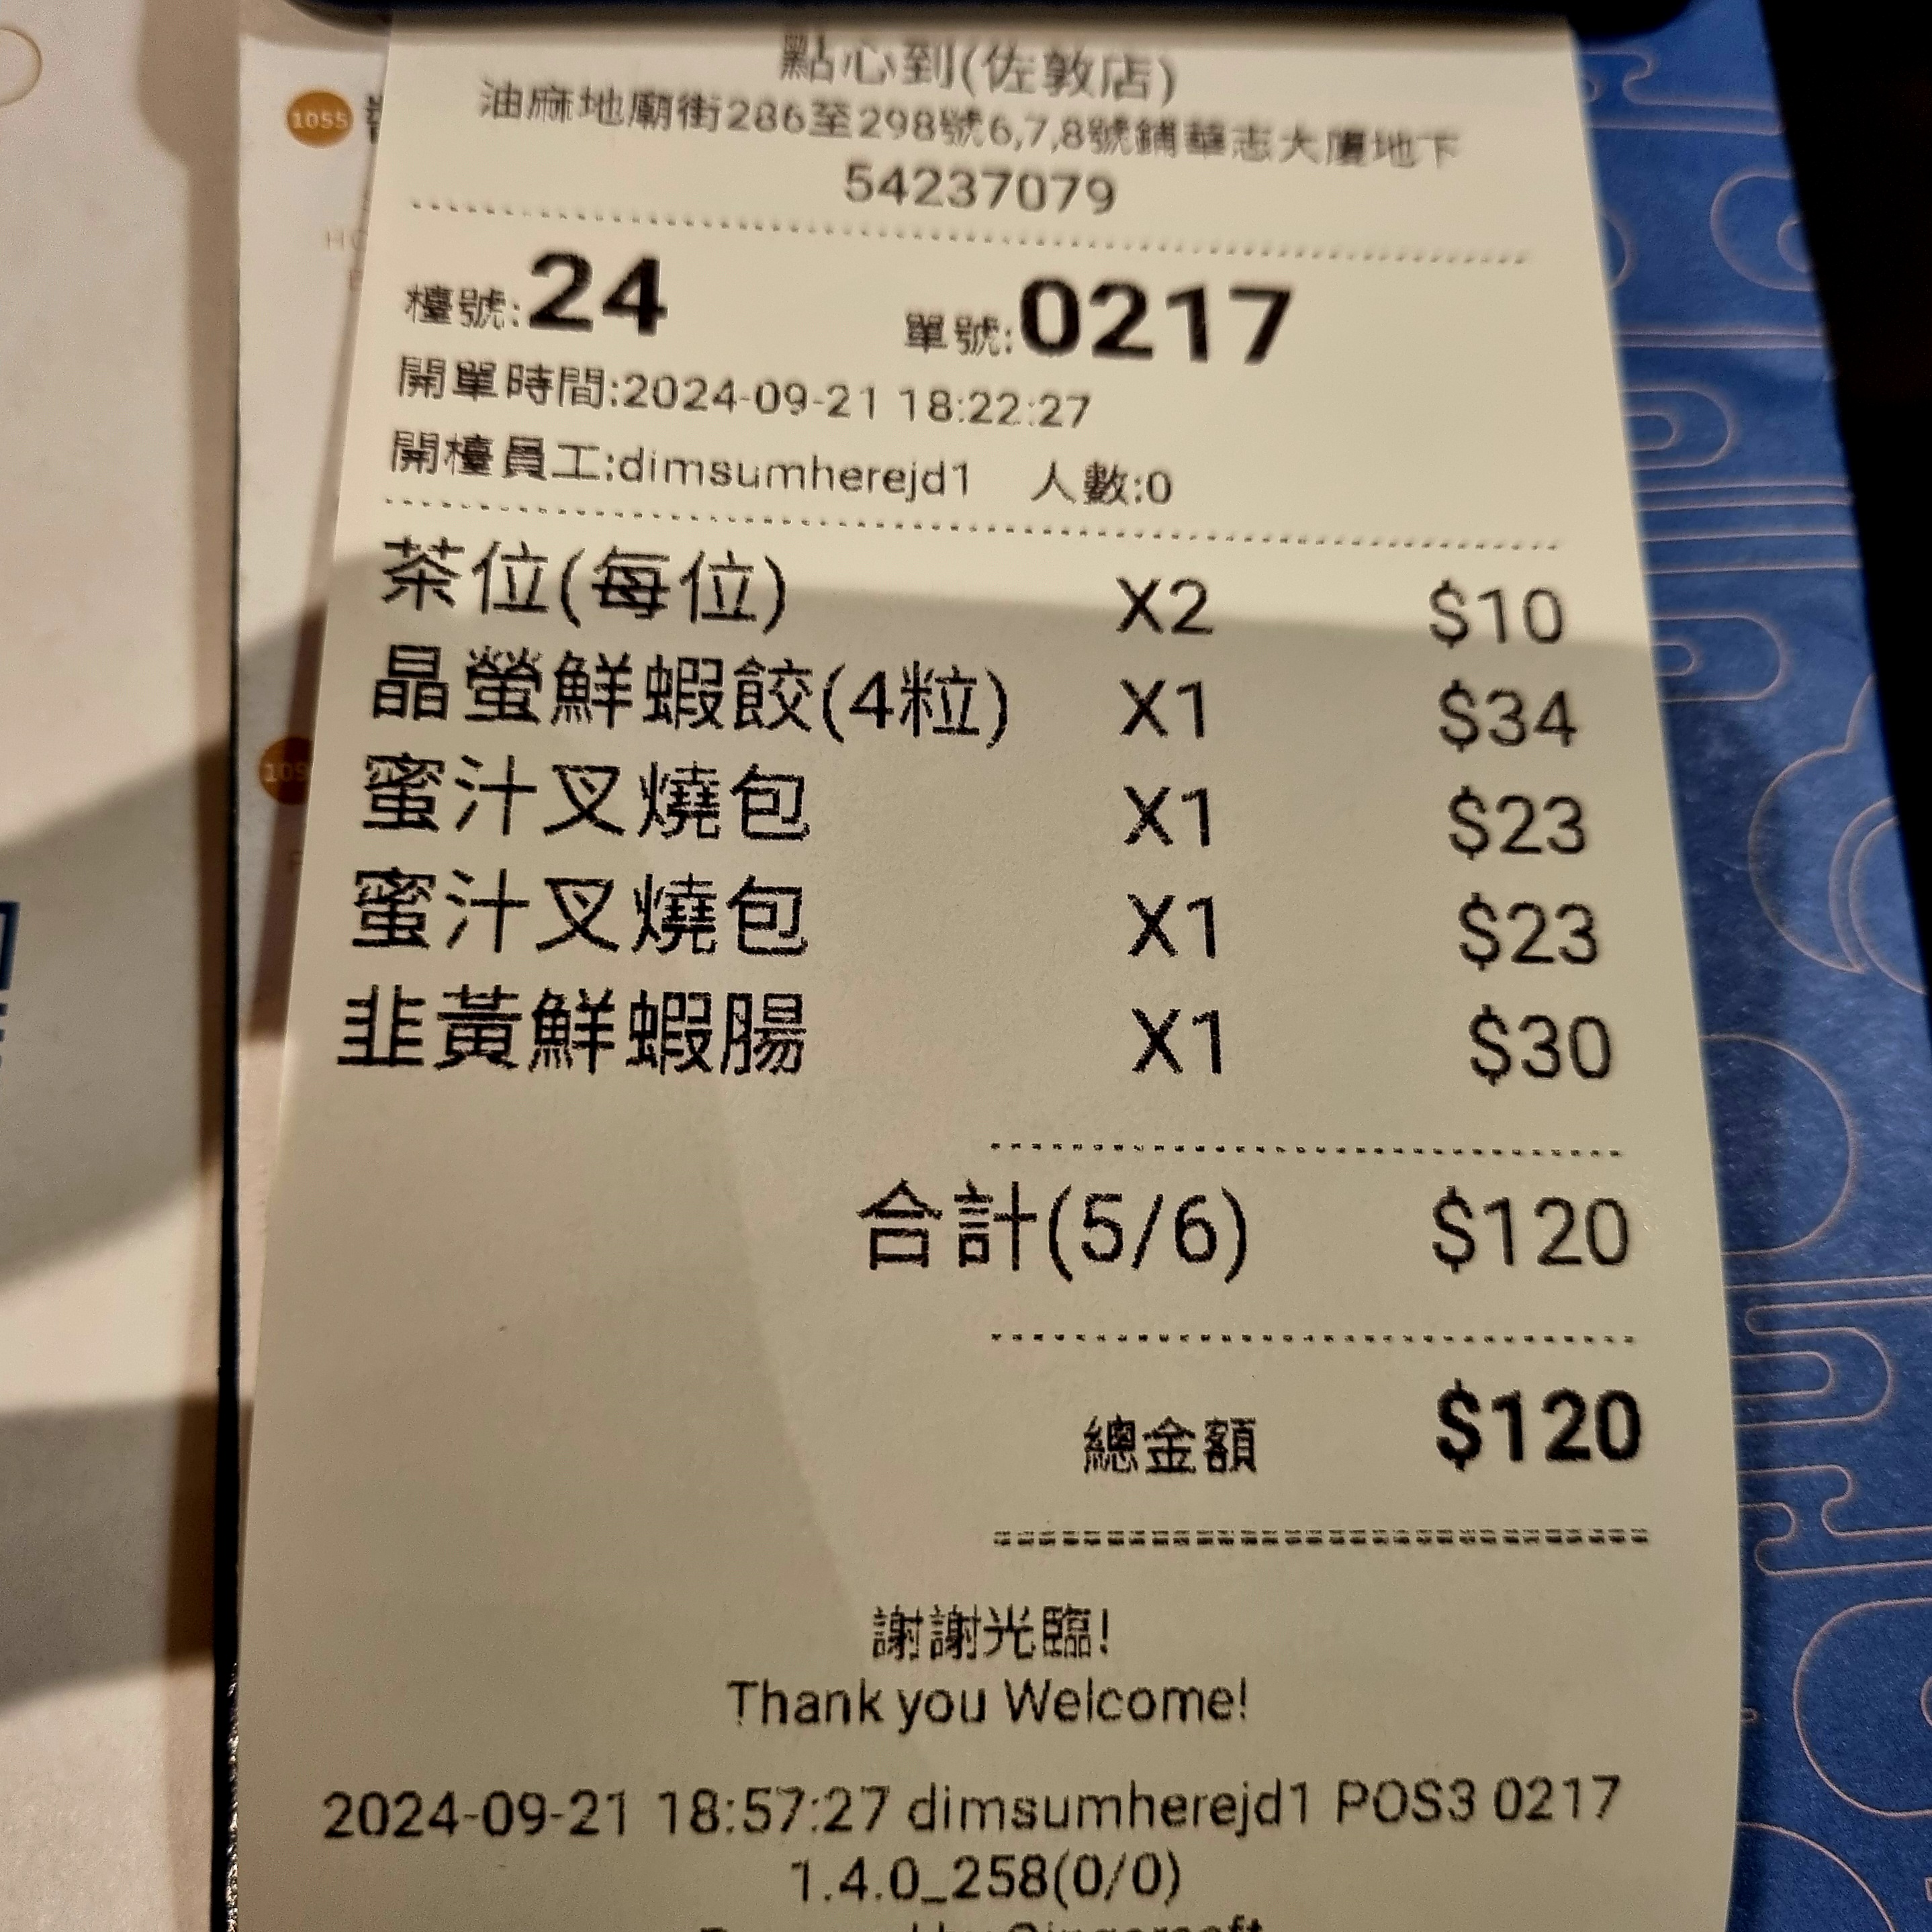 點心到(佐敦店)
油麻地廟街286至298號6,7,8號鋪華志大廈地下
54237079
檯號:24 單號:0217
開單時間:2024-09-21 18:22:27
開檯員工:dimsumherejd1 人數:0
茶位(每位) X2 $10
晶瑩鮮蝦餃(4粒) X1 $34
蜜汁叉燒包 X1 $23
蜜汁叉燒包 X1 $23
韭黃鮮蝦腸 X1 $30
合計(5/6) $120
總金額 $120
謝謝光臨!
Thank you Welcome!
2024-09-21 18:57:27 dimsumherejd1 POS3 0217
1.4.0_258(0/0)
1055
109